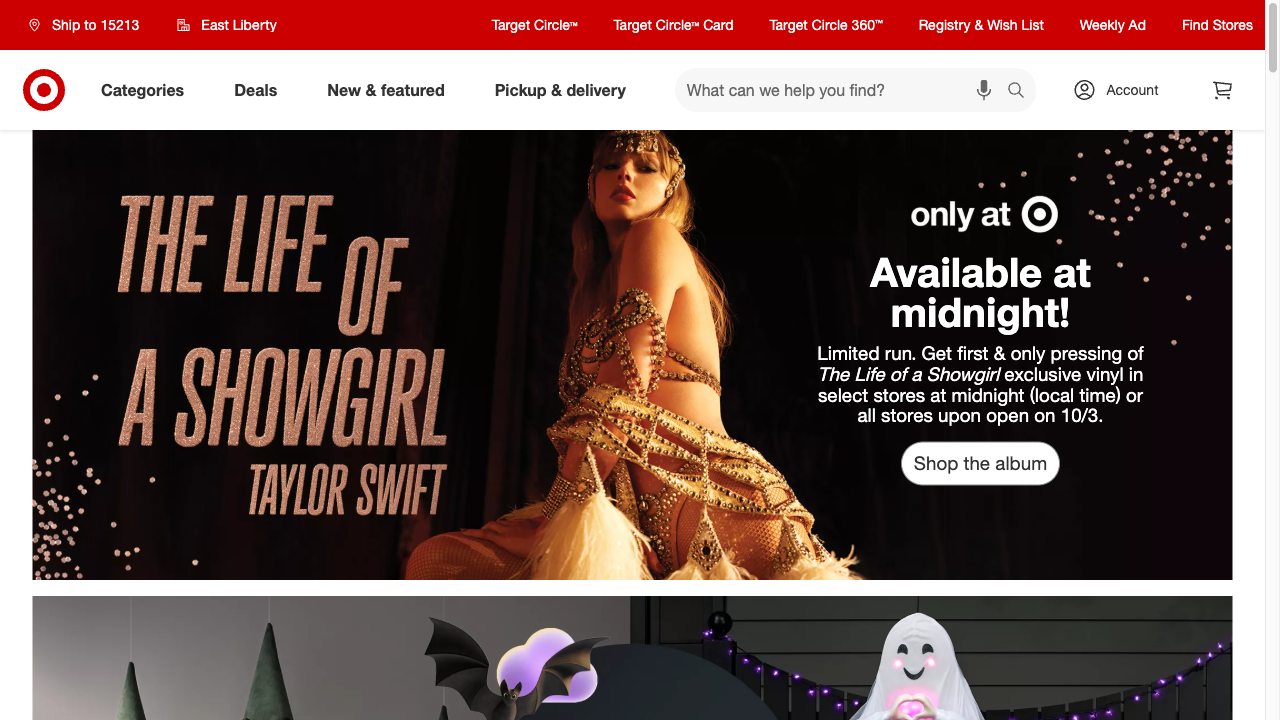 Ship to 15213
East Liberty
Target Circle™
Target Circle™ Card
Target Circle 360™
Registry & Wish List
Weekly Ad
Find Stores
Categories
Deals
New & featured
Pickup & delivery
What can we help you find?
Account
THE LIFE
OF
A SHOWGIRL
TAYLOR SWIFT
only at
Available at
midnight!
Limited run. Get first & only pressing of
The Life of a Showgirl exclusive vinyl in
select stores at midnight (local time) or
all stores upon open on 10/3.
Shop the album